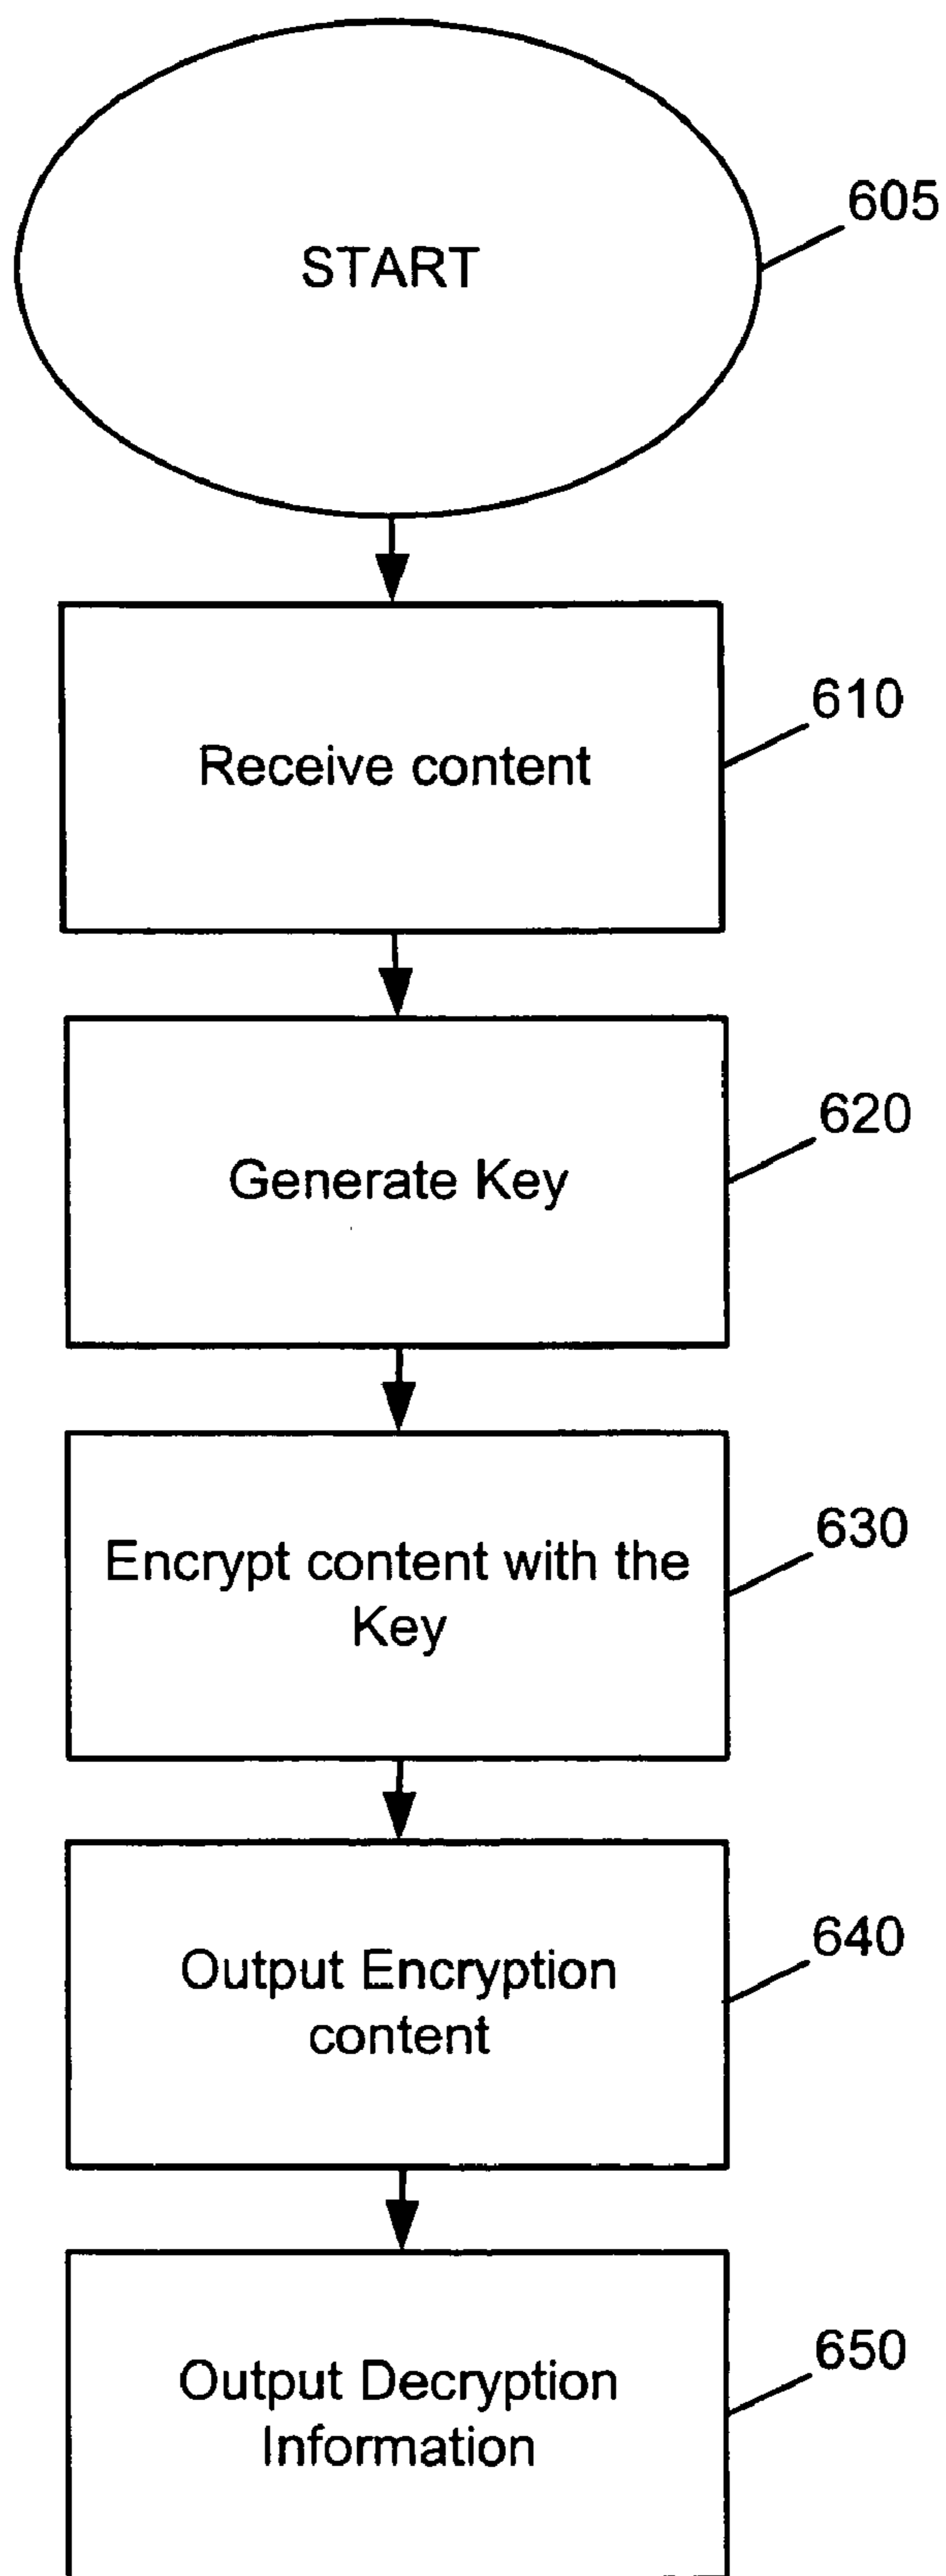 START
605
Receive content
610
Generate Key
620
Encrypt content with the
Key
630
Output Encryption
content
640
Output Decryption
Information
650